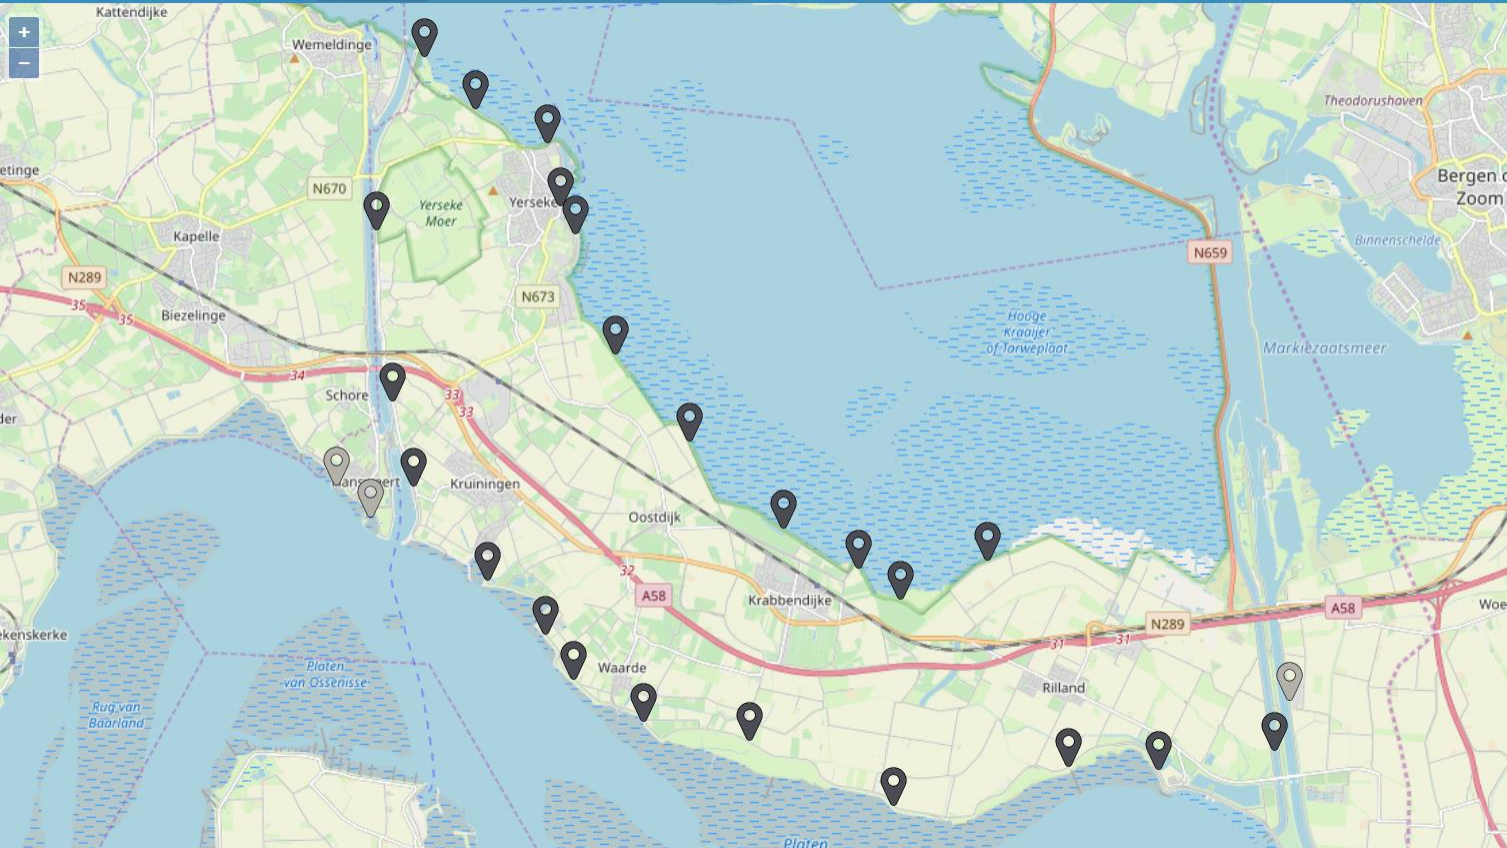 +
−
Kattendijke
Wemeldinge
Theodorushaven
etinge
N670
Yerseke
Moer
Yerseke
Bergen o
Zoom
Kapelle
Binnenschelde
N659
N289
N673
35
35
Biezelinge
Hooge
Kraaijer
of Tarweplaat
Markiezaatsmeer
34
Schore
33
33
der
Kruiningen
Oostdijk
32
A58
Krabbendijke
A58
Woe
N289
ekenskerke
31
31
Waarde
Platen
van Ossenisse
Rilland
Rug van
Baarland
Platen